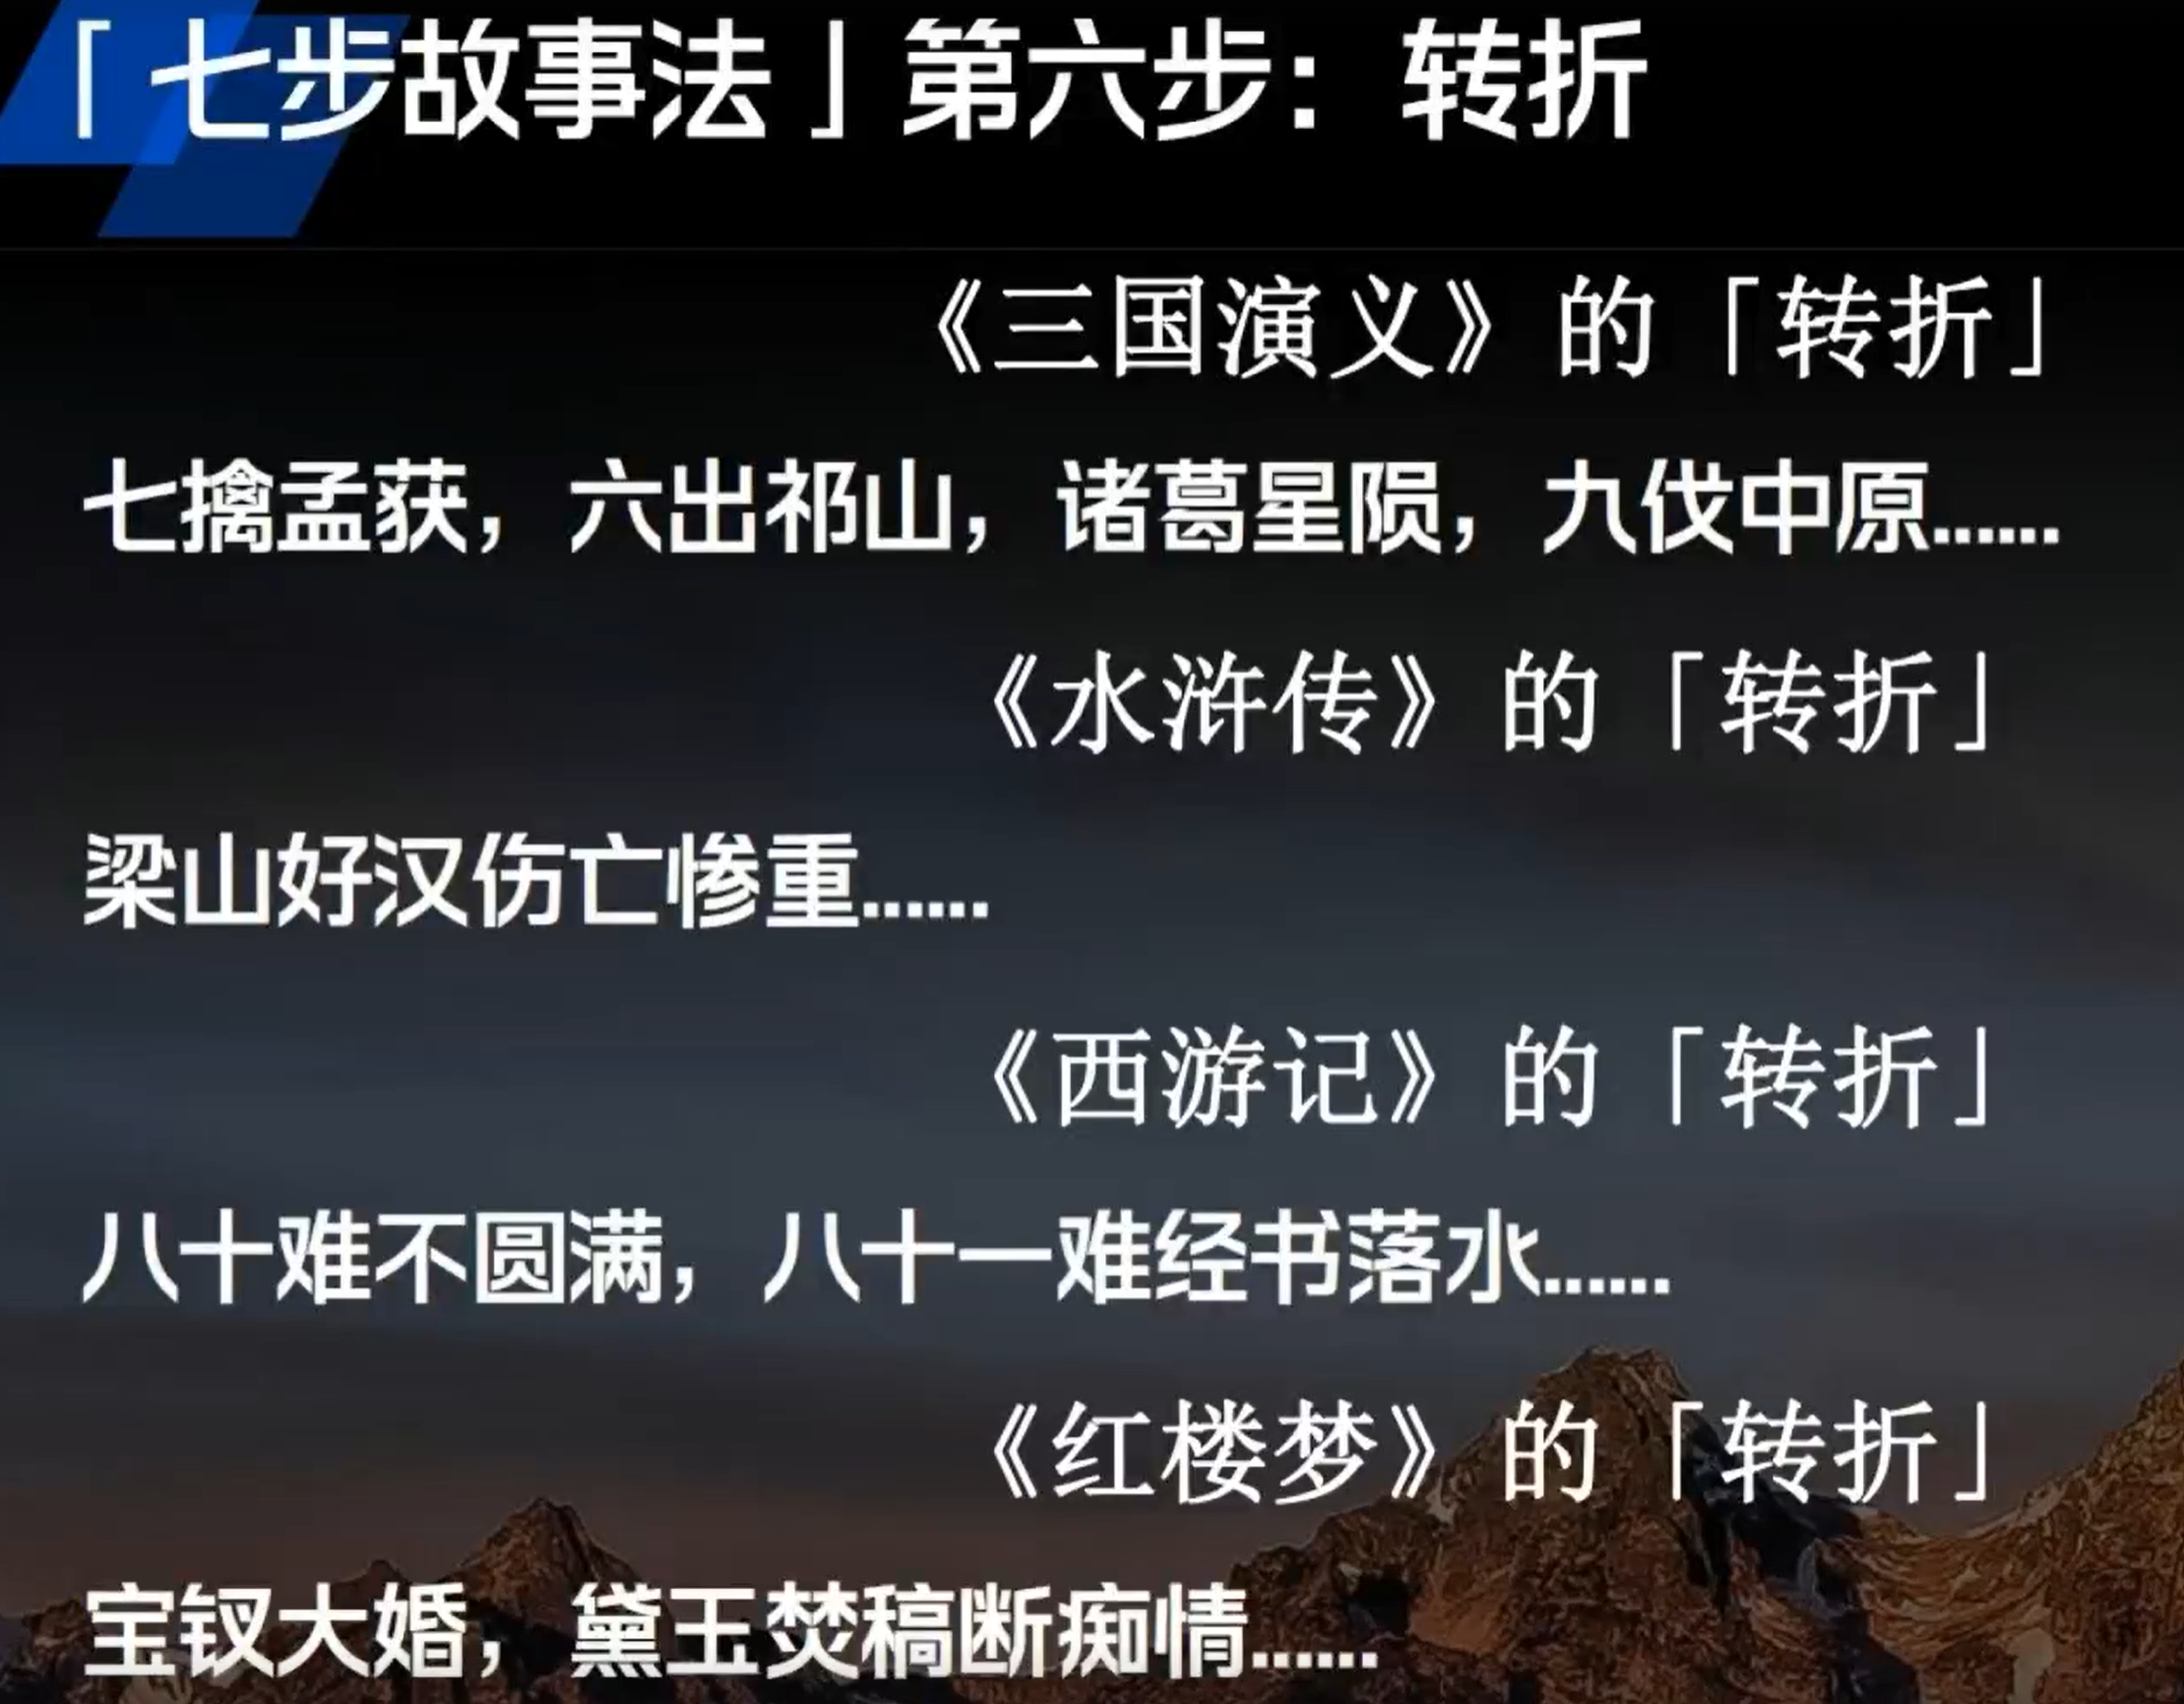 「七步故事法」第六步：转折
《三国演义》的「转折」
七擒孟获，六出祁山，诸葛星陨，九伐中原......
《水浒传》的「转折」
梁山好汉伤亡惨重......
《西游记》的「转折」
八十难不圆满，八十一难经书落水......
《红楼梦》的「转折」
宝钗大婚，黛玉焚稿断痴情......